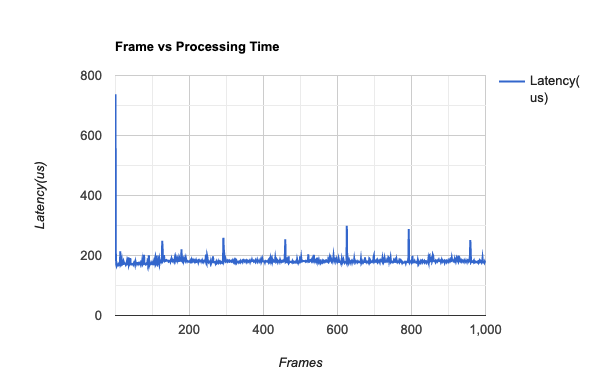 Frame vs Processing Time
800
600
400
200
0
Latency(us)
200
400
600
800
1,000
Frames
Latency(
us)